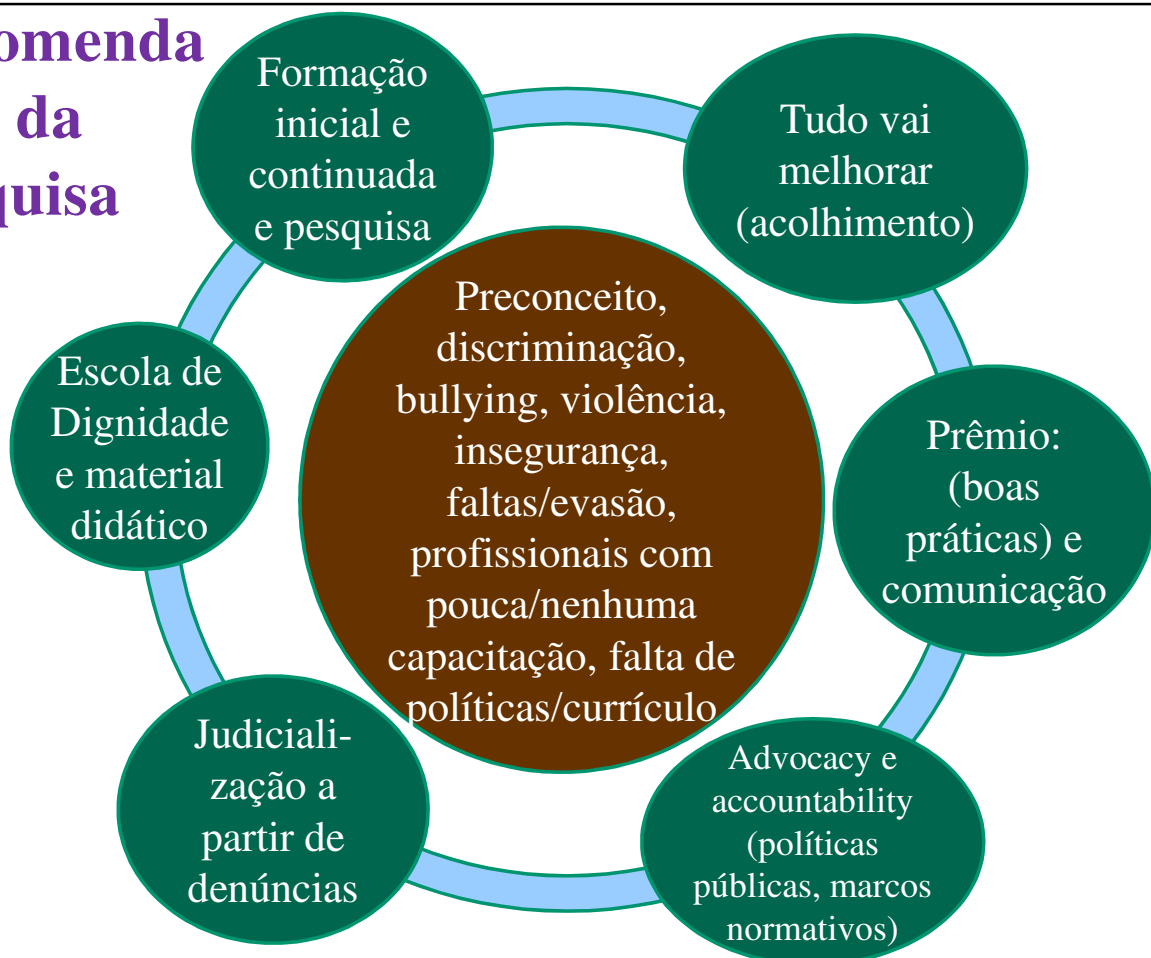 omenda
da
quisa
Formação
inicial e
continuada
e pesquisa
Tudo vai
melhorar
(acolhimento)
Prêmio:
(boas
práticas) e
comunicação
Advocacy e
accountability
(políticas
públicas, marcos
normativos)
Judiciali-
zação a
partir de
denúncias
Escola de
Dignidade
e material
didático
Preconceito,
discriminação,
bullying, violência,
insegurança,
faltas/evasão,
profissionais com
pouca/nenhuma
capacitação, falta de
políticas/currículo